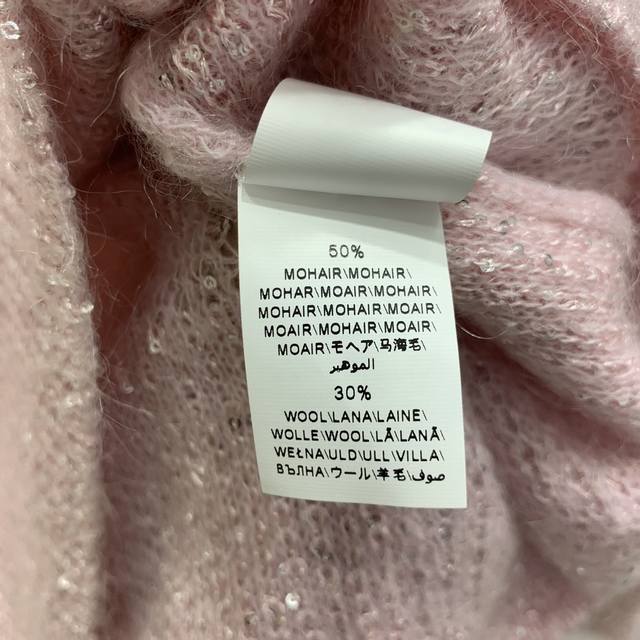 50%
MOHAIR\MOHAIR\
MOHAR\MOAIR\MOHAIR\
MOHAIR\MOHAIR\MOAIR\
MOAIR\MOHAIR\MOAIR\
MOAIR\モヘア\马海毛\
الموهير
30%
WOOL\LANA\LAINE\
WOLLE\WOOL\LÃ\LANĂ\
WEŁNA\ULD\ULL\VILLA\
ВЪЛНА\ウール\羊毛\صوف